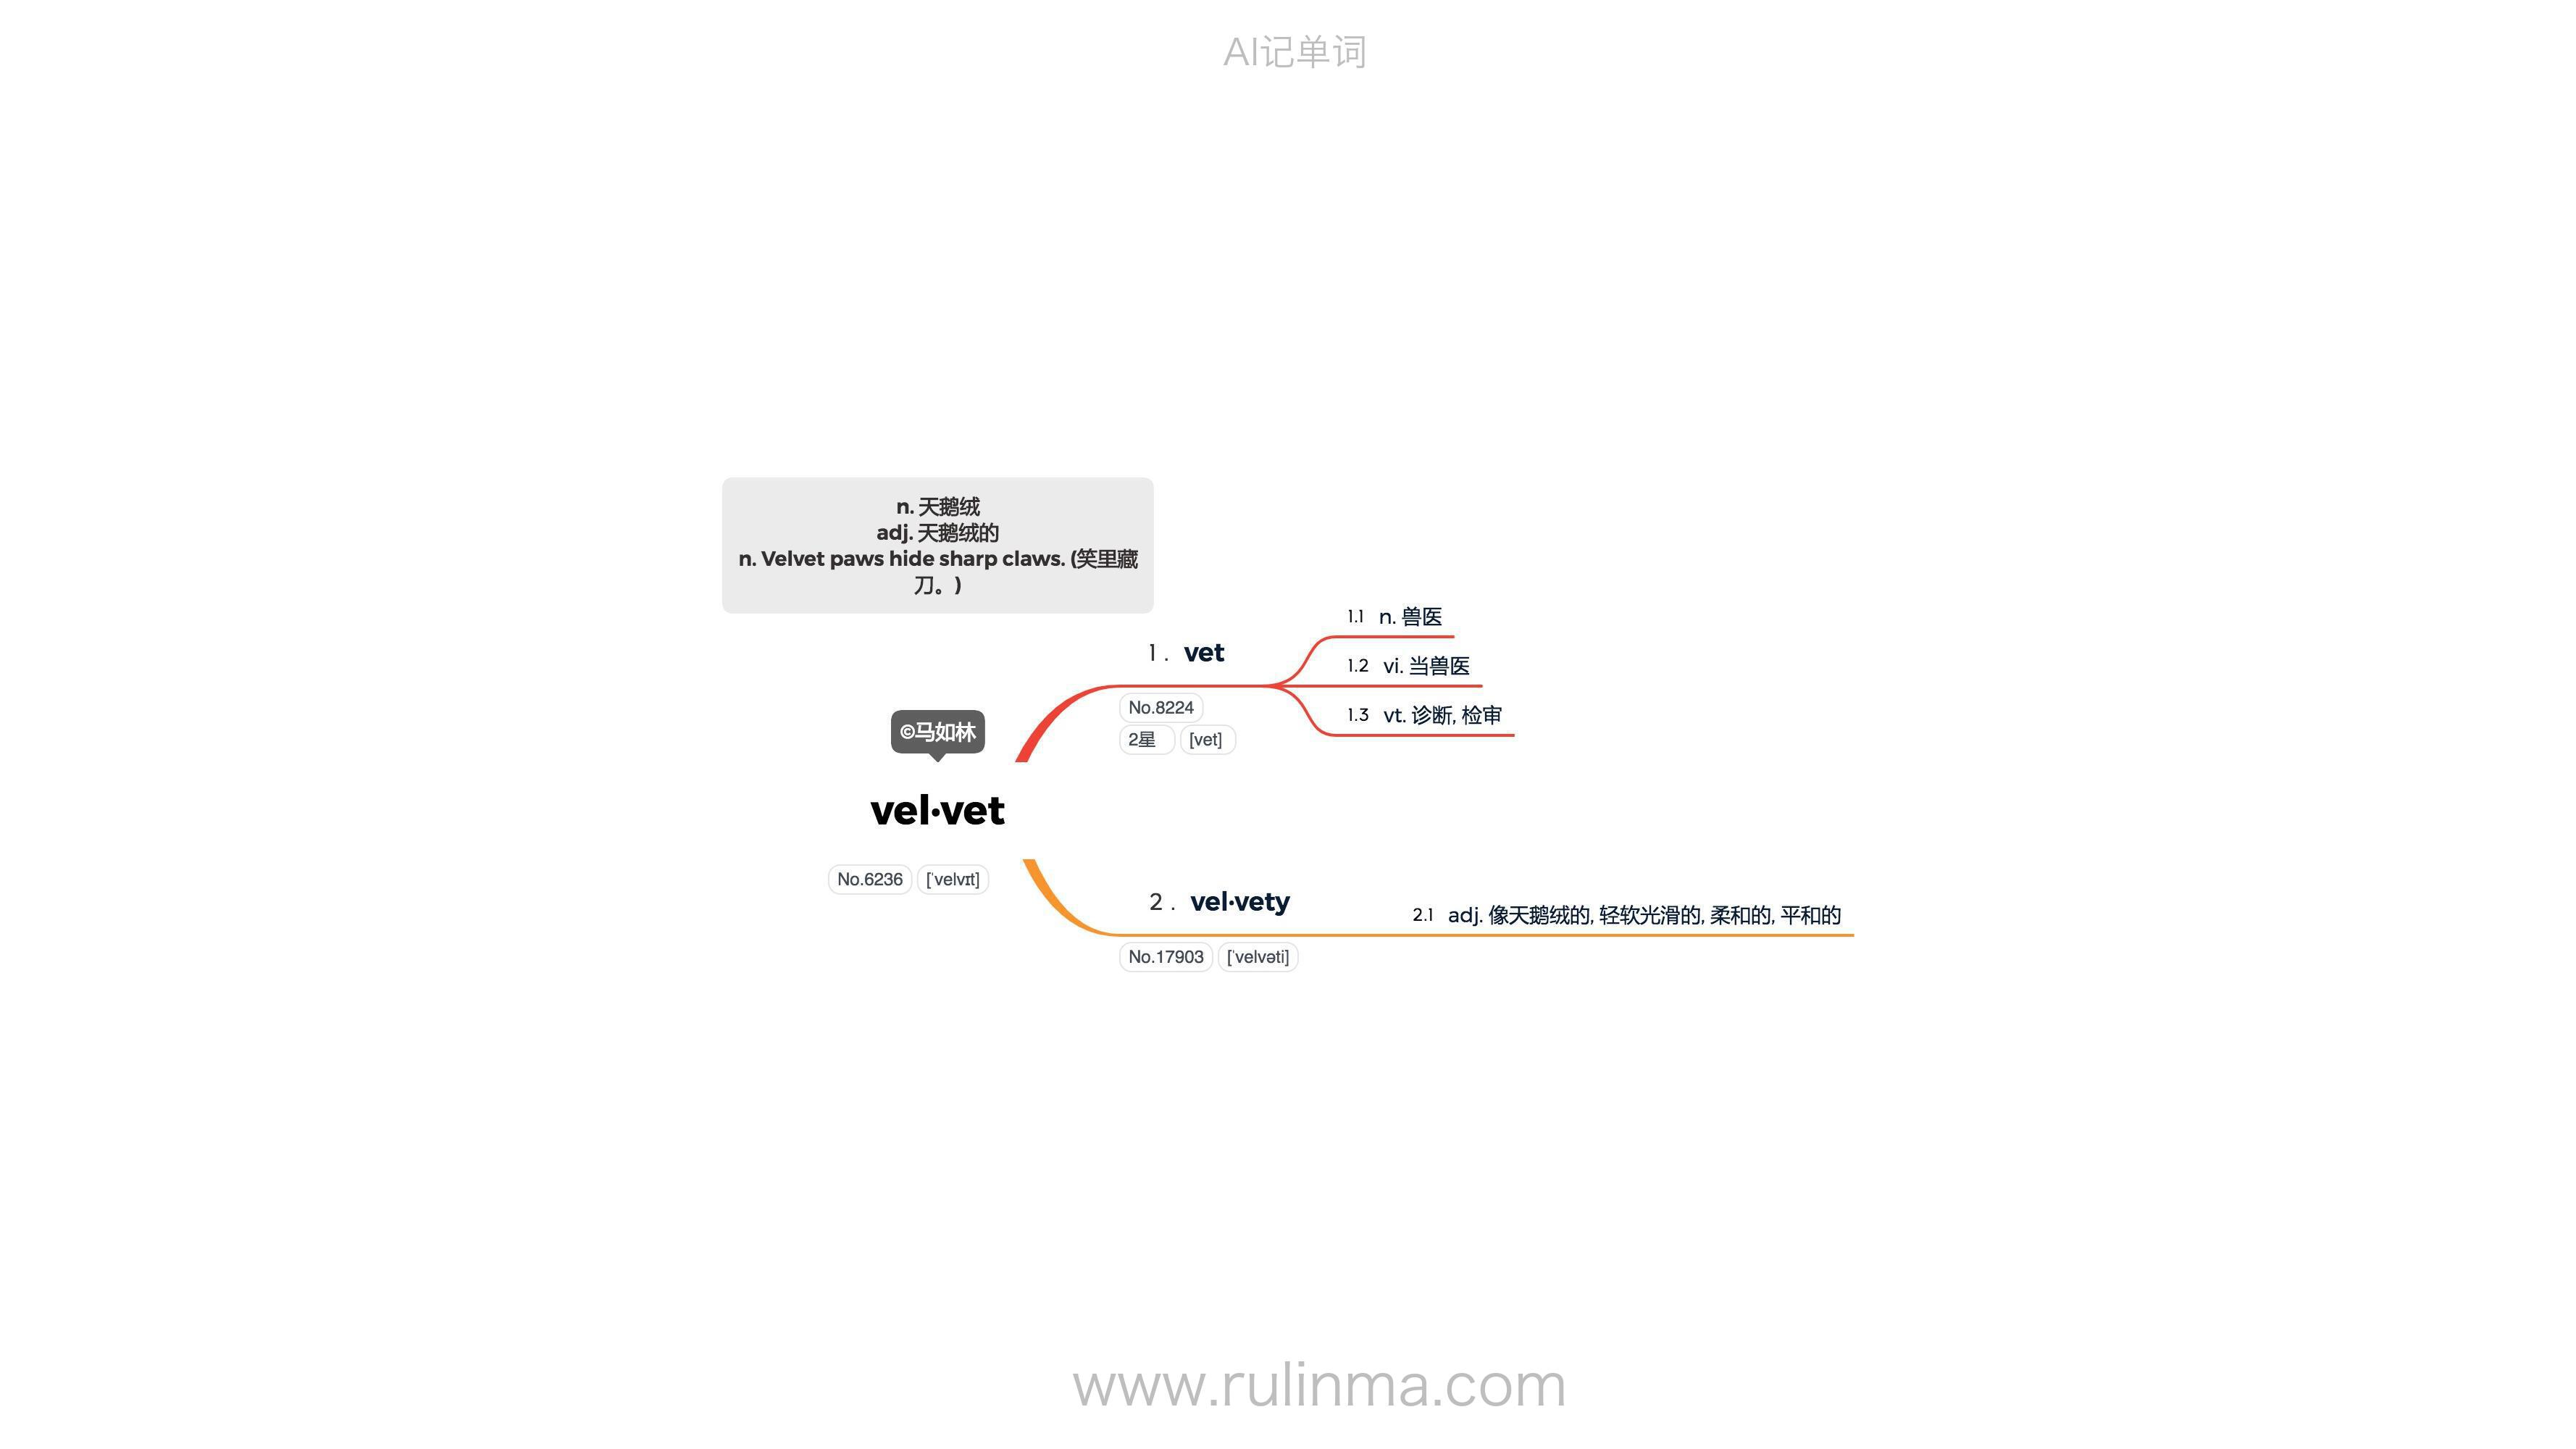 AI记单词
n. 天鹅绒
adj. 天鹅绒的
n. Velvet paws hide sharp claws. (笑里藏
刀。)
©马如林
vel·vet
No.6236 [ˈvelvɪt]
1. vet
No.8224
2星 [vet]
1.1 n. 兽医
1.2 vi. 当兽医
1.3 vt. 诊断, 检审
2. vel·vety
No.17903 [ˈvelvəti]
2.1 adj. 像天鹅绒的, 轻软光滑的, 柔和的, 平和的
www.rulinma.com